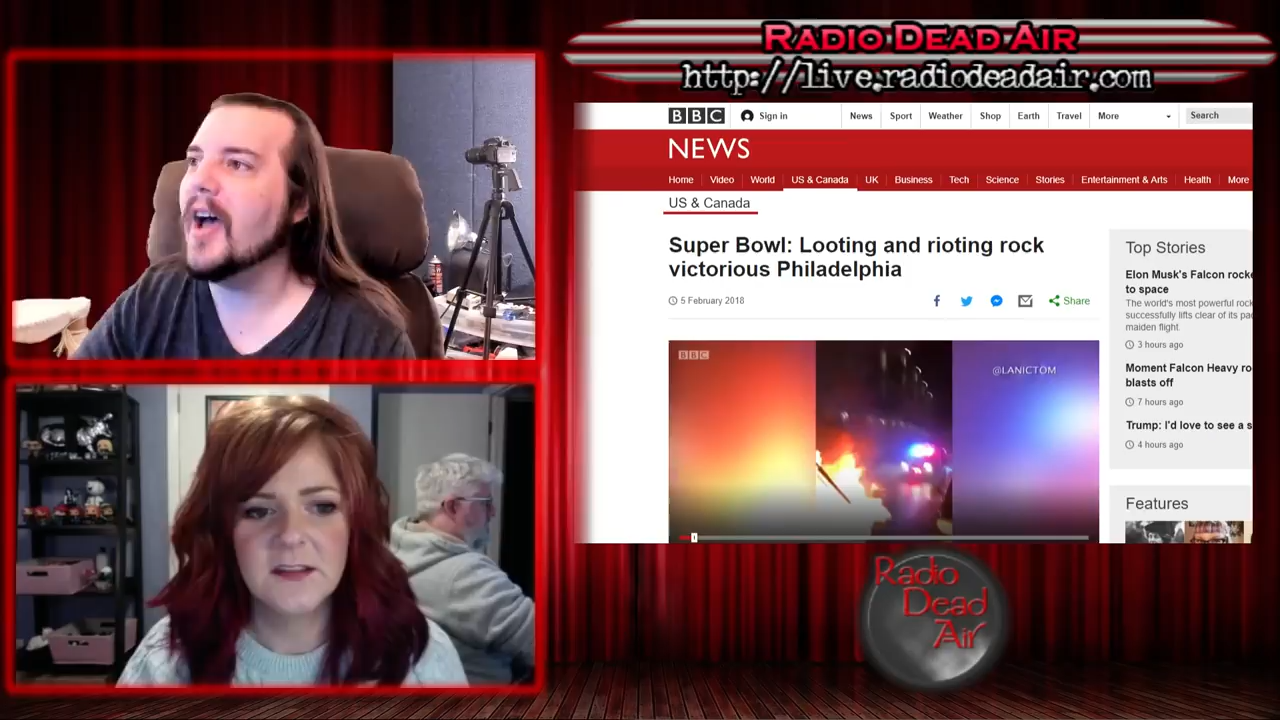 RADIO DEAD AIR
http://live.radiodeadair.com
BBC Sign in News Sport Weather Shop Earth Travel More Search
NEWS
Home Video World US & Canada UK Business Tech Science Stories Entertainment & Arts Health More
US & Canada
Super Bowl: Looting and rioting rock
victorious Philadelphia
5 February 2018
Share
BBC
@LANICTOM
Top Stories
Elon Musk's Falcon rocke
to space
The world's most powerful rock
successfully lifts clear of its pad
maiden flight.
3 hours ago
Moment Falcon Heavy ro
blasts off
7 hours ago
Trump: I'd love to see a s
4 hours ago
Features
Radio
Dead
Air